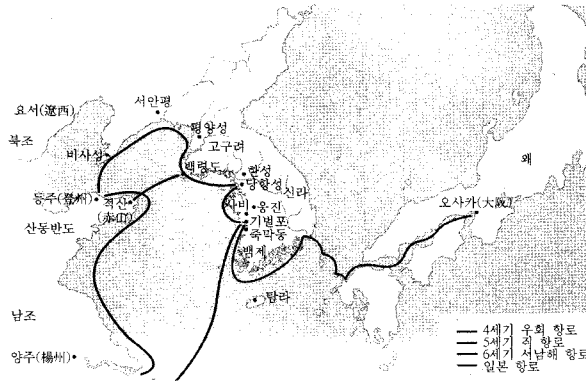 서안평
요서(遼西)
평양성
북조
고구려
비사성
백령도
한성
당항성
신라
왜
등주(登州)
적산
(赤山)
사비
웅진
오사카(大阪)
기벌포
산동반도
죽막동
백제
탐라
남조
양주(楊州)
4세기 우회 항로
5세기 직 항로
6세기 서남해 항로
일본 항로